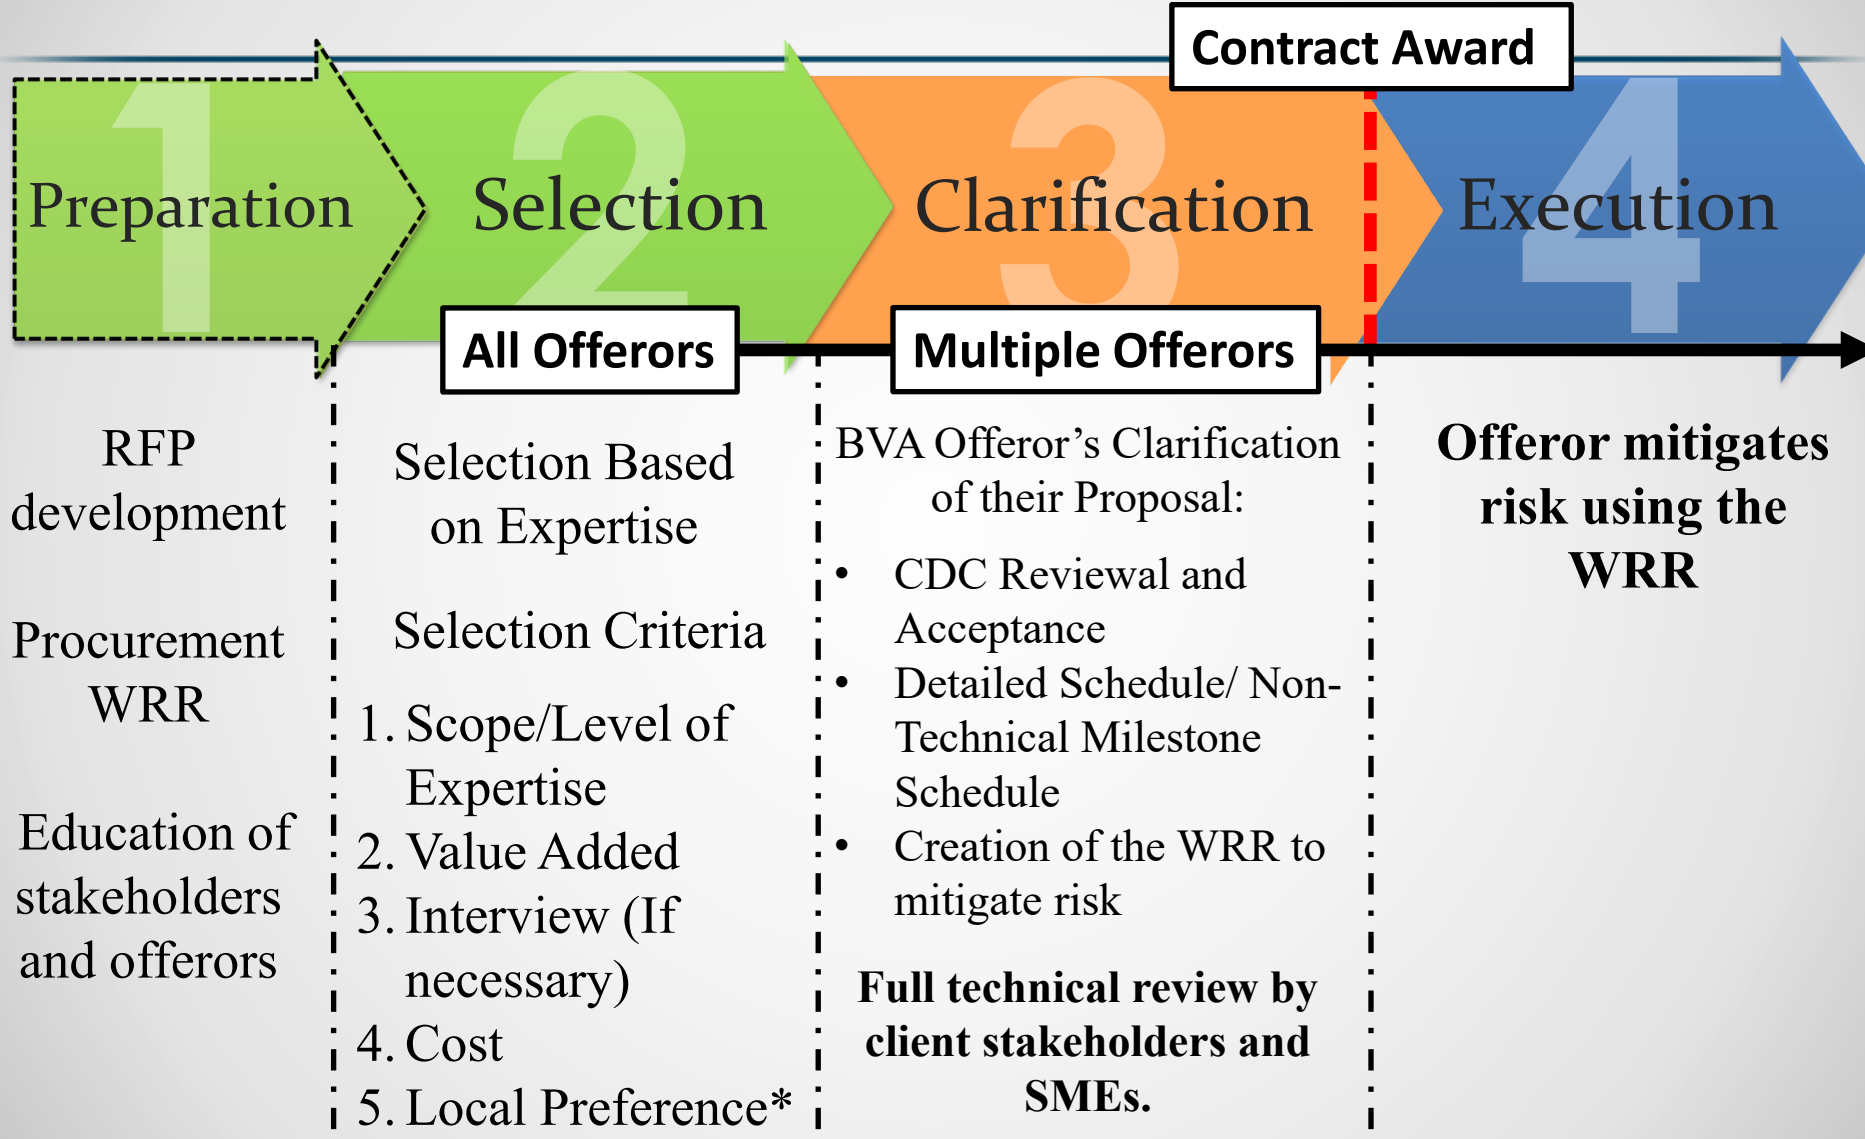 Contract Award
1
Preparation
2
Selection
3
Clarification
4
Execution
All Offerors
Multiple Offerors
RFP
development
Procurement
WRR
Education of
stakeholders
and offerors
Selection Based
on Expertise
Selection Criteria
1. Scope/Level of
Expertise
2. Value Added
3. Interview (If
necessary)
4. Cost
5. Local Preference*
BVA Offeror’s Clarification
of their Proposal:
• CDC Reviewal and
Acceptance
• Detailed Schedule/ Non-
Technical Milestone
Schedule
• Creation of the WRR to
mitigate risk
Full technical review by
client stakeholders and
SMEs.
Offeror mitigates
risk using the
WRR